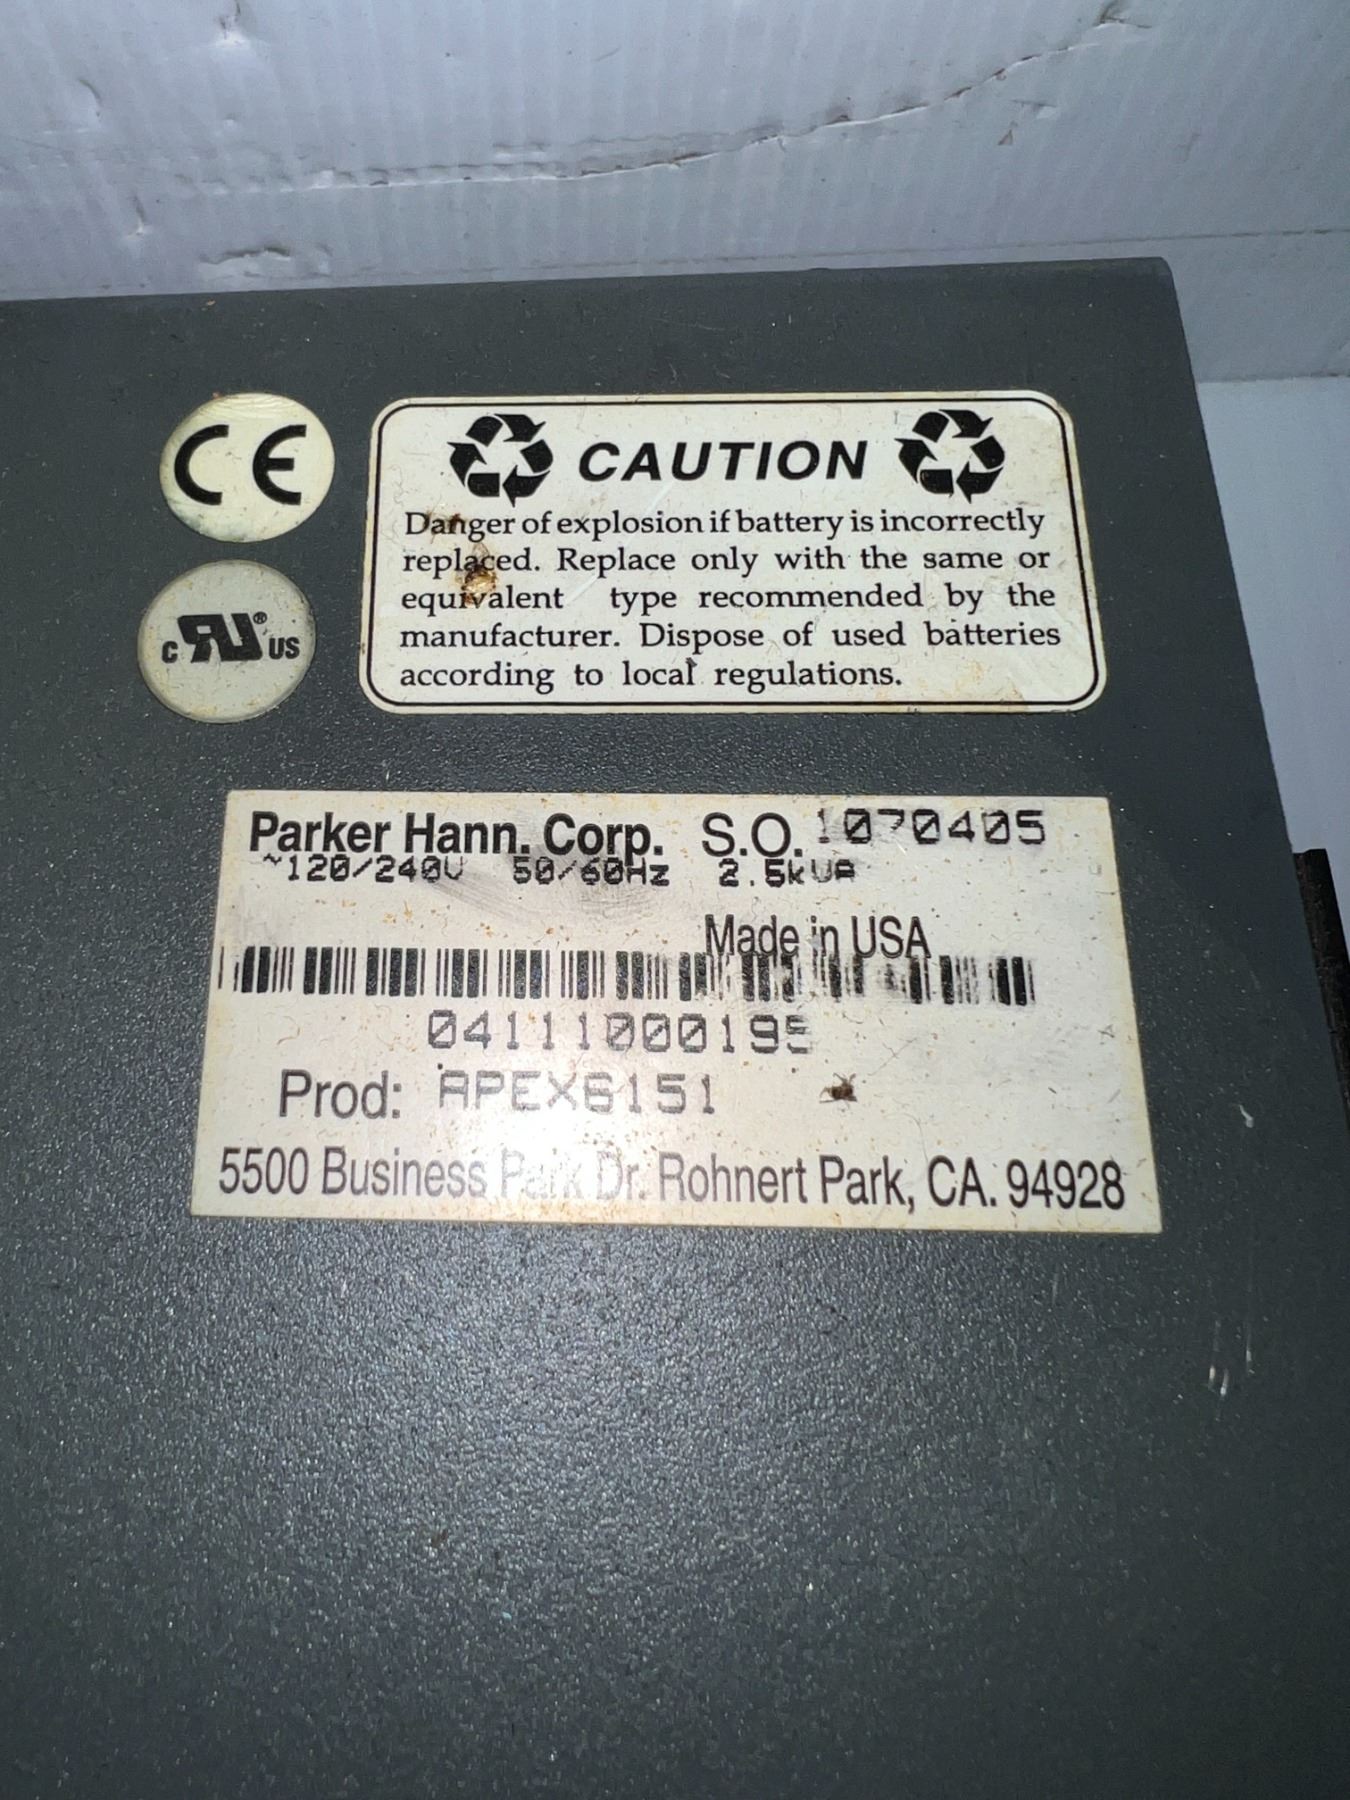 CE
CAUTION
Danger of explosion if battery is incorrectly
replaced. Replace only with the same or
equivalent type recommended by the
manufacturer. Dispose of used batteries
according to local regulations.
c RU® US
Parker Hann. Corp. S.O. 1070405
~120/240V 50/60Hz 2.5kVA
Made in USA
04111000195
Prod: APEX6151
5500 Business Park Dr. Rohnert Park, CA. 94928